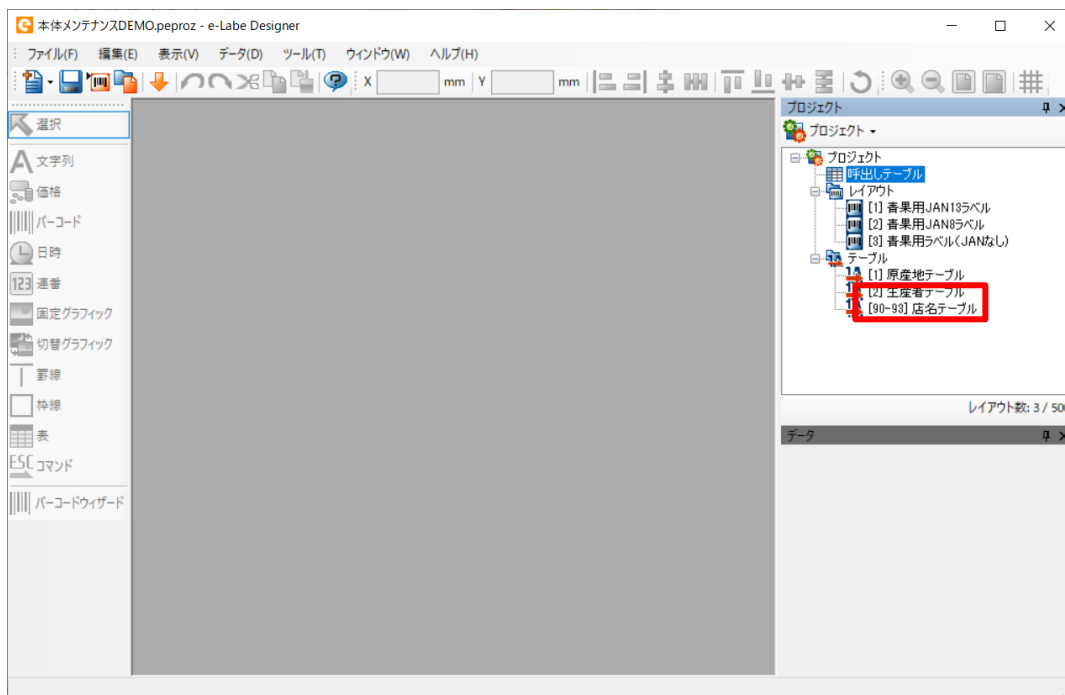 本体メンテナンスDEMO.peproz - e-Labe Designer
ファイル(F) 編集(E) 表示(V) データ(D) ツール(T) ウィンドウ(W) ヘルプ(H)
X mm Y mm
選択
文字列
価格
バーコード
日時
123 連番
固定グラフィック
切替グラフィック
罫線
枠線
表
ESC コマンド
バーコードウィザード
プロジェクト
プロジェクト
プロジェクト
呼出しテーブル
レイアウト
[1] 青果用JAN13ラベル
[2] 青果用JAN8ラベル
[3] 青果用ラベル(JANなし)
テーブル
[1] 原産地テーブル
[2] 生産者テーブル
[90-93] 店名テーブル
レイアウト数: 3 / 500
データ